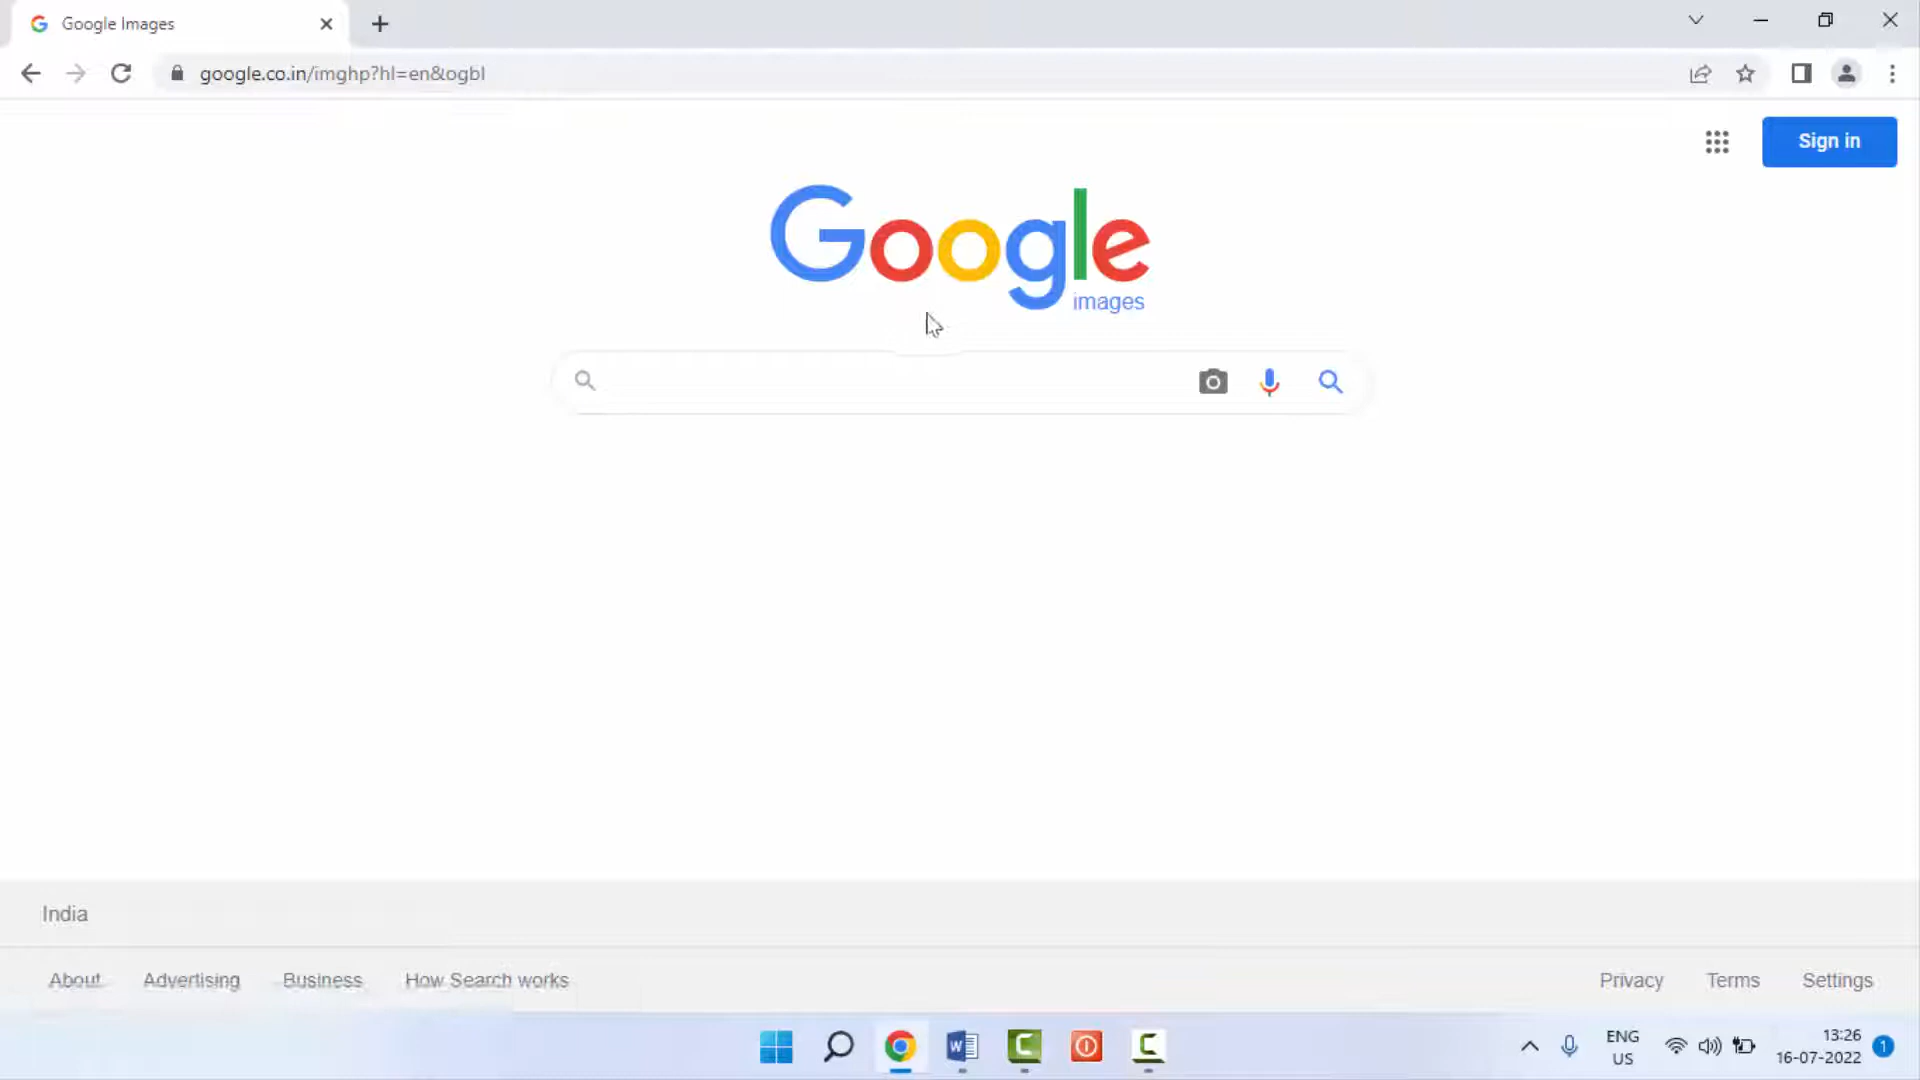 Google Images
google.co.in/imghp?hl=en&ogbl
Sign in
Google
images
India
About Advertising Business How Search works
Privacy Terms Settings
ENG
US
13:26
16-07-2022
1